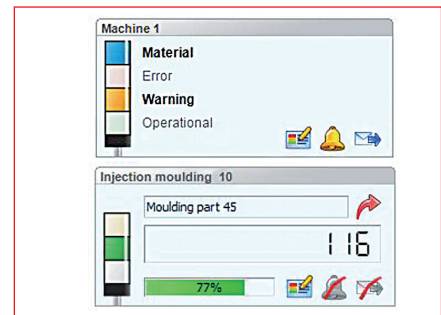 Machine 1
Material
Error
Warning
Operational
Injection moulding 10
Moulding part 45
116
77%